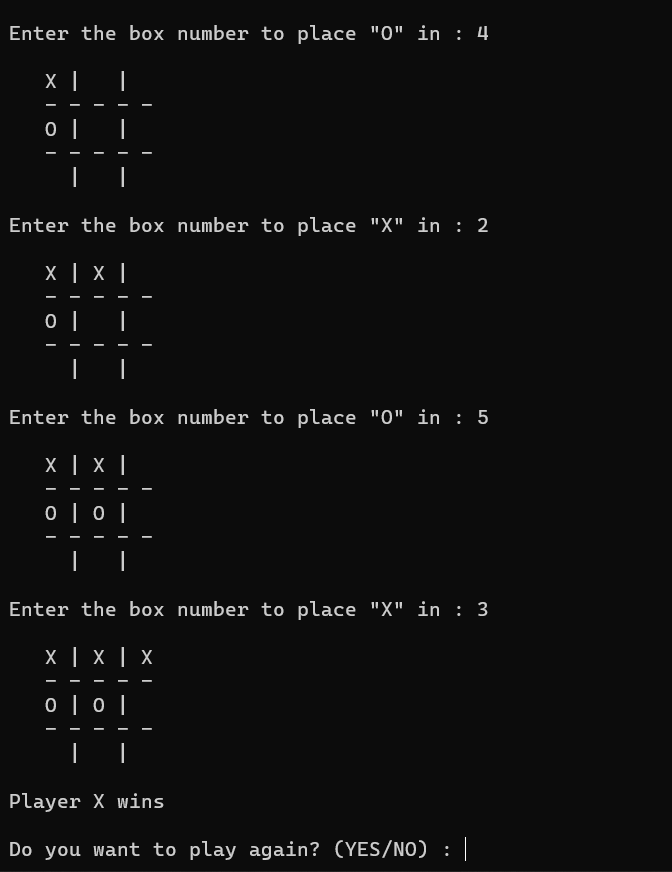 Enter the box number to place "O" in : 4
X |   |
- - - - -
O |   |
- - - - -
  |   |
Enter the box number to place "X" in : 2
X | X |
- - - - -
O |   |
- - - - -
  |   |
Enter the box number to place "O" in : 5
X | X |
- - - - -
O | O |
- - - - -
  |   |
Enter the box number to place "X" in : 3
X | X | X
- - - - -
O | O |
- - - - -
  |   |
Player X wins
Do you want to play again? (YES/NO) :